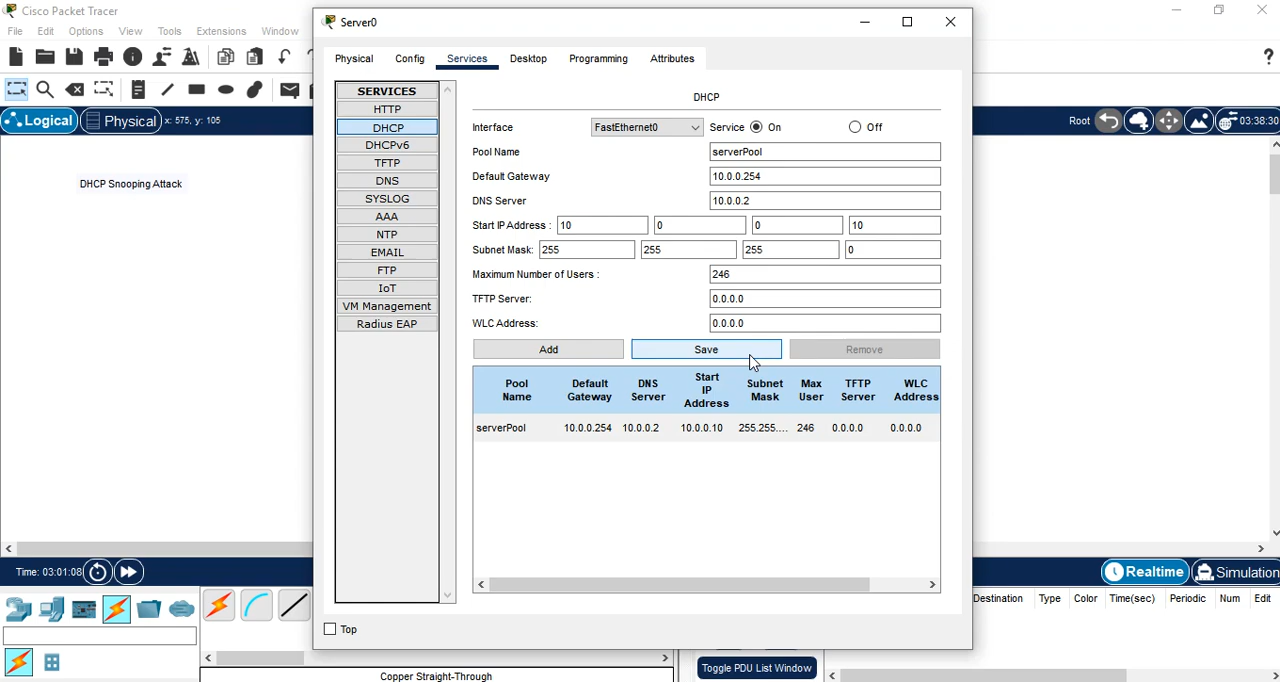 Cisco Packet Tracer
File Edit Options View Tools Extensions Window
Logical Physical x: 575, y: 105
Root 03:38:30
DHCP Snooping Attack
Server0
Physical Config Services Desktop Programming Attributes
SERVICES
HTTP
DHCP
DHCPv6
TFTP
DNS
SYSLOG
AAA
NTP
EMAIL
FTP
IoT
VM Management
Radius EAP
DHCP
Interface FastEthernet0 Service On Off
Pool Name serverPool
Default Gateway 10.0.0.254
DNS Server 10.0.0.2
Start IP Address : 10 0 0 10
Subnet Mask: 255 255 255 0
Maximum Number of Users : 246
TFTP Server: 0.0.0.0
WLC Address: 0.0.0.0
Add Save Remove
Pool Name Default Gateway DNS Server Start IP Address Subnet Mask Max User TFTP Server WLC Address
serverPool 10.0.0.254 10.0.0.2 10.0.0.10 255.255.... 246 0.0.0.0 0.0.0.0
Top
Time: 03:01:08
Realtime Simulation
Destination Type Color Time(sec) Periodic Num Edit
Toggle PDU List Window
Copper Straight-Through